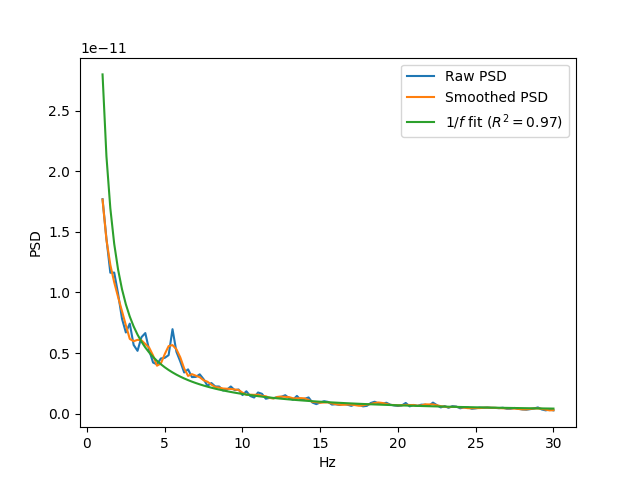 1e−11
Raw PSD
Smoothed PSD
1/f fit (R² = 0.97)
2.5
2.0
1.5
1.0
0.5
0.0
PSD
0 5 10 15 20 25 30
Hz